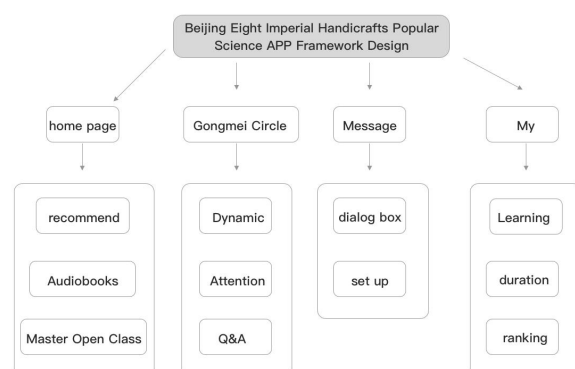 Beijing Eight Imperial Handicrafts Popular
Science APP Framework Design
home page
Gongmei Circle
Message
My
recommend
Dynamic
dialog box
Learning
Audiobooks
Attention
set up
duration
Master Open Class
Q&A
ranking